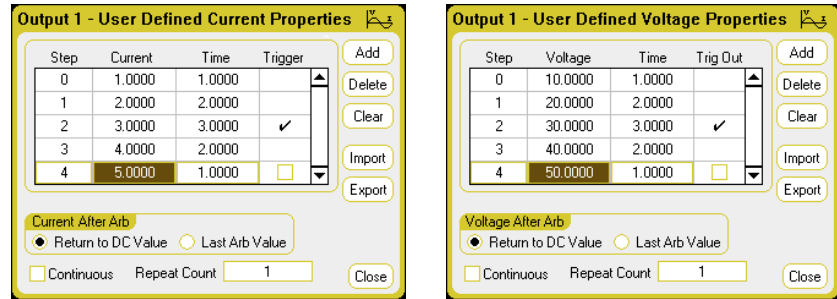 Output 1 - User Defined Current Properties
Step Current Time Trigger
0 1.0000 1.0000
1 2.0000 2.0000
2 3.0000 3.0000 ✓
3 4.0000 2.0000
4 5.0000 1.0000
Add
Delete
Clear
Import
Export
Current After Arb
Return to DC Value Last Arb Value
Continuous Repeat Count 1
Close
Output 1 - User Defined Voltage Properties
Step Voltage Time Trig Out
0 10.0000 1.0000
1 20.0000 2.0000
2 30.0000 3.0000 ✓
3 40.0000 2.0000
4 50.0000 1.0000
Add
Delete
Clear
Import
Export
Voltage After Arb
Return to DC Value Last Arb Value
Continuous Repeat Count 1
Close